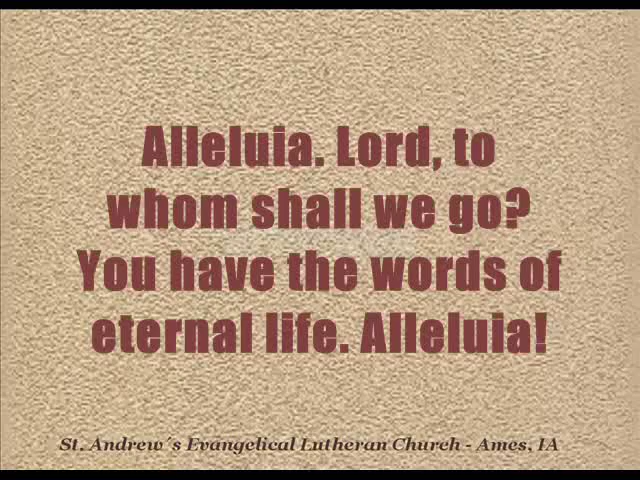 Alleluia. Lord, to
whom shall we go?
You have the words of
eternal life. Alleluia!
St. Andrew´s Evangelical Lutheran Church - Ames, IA